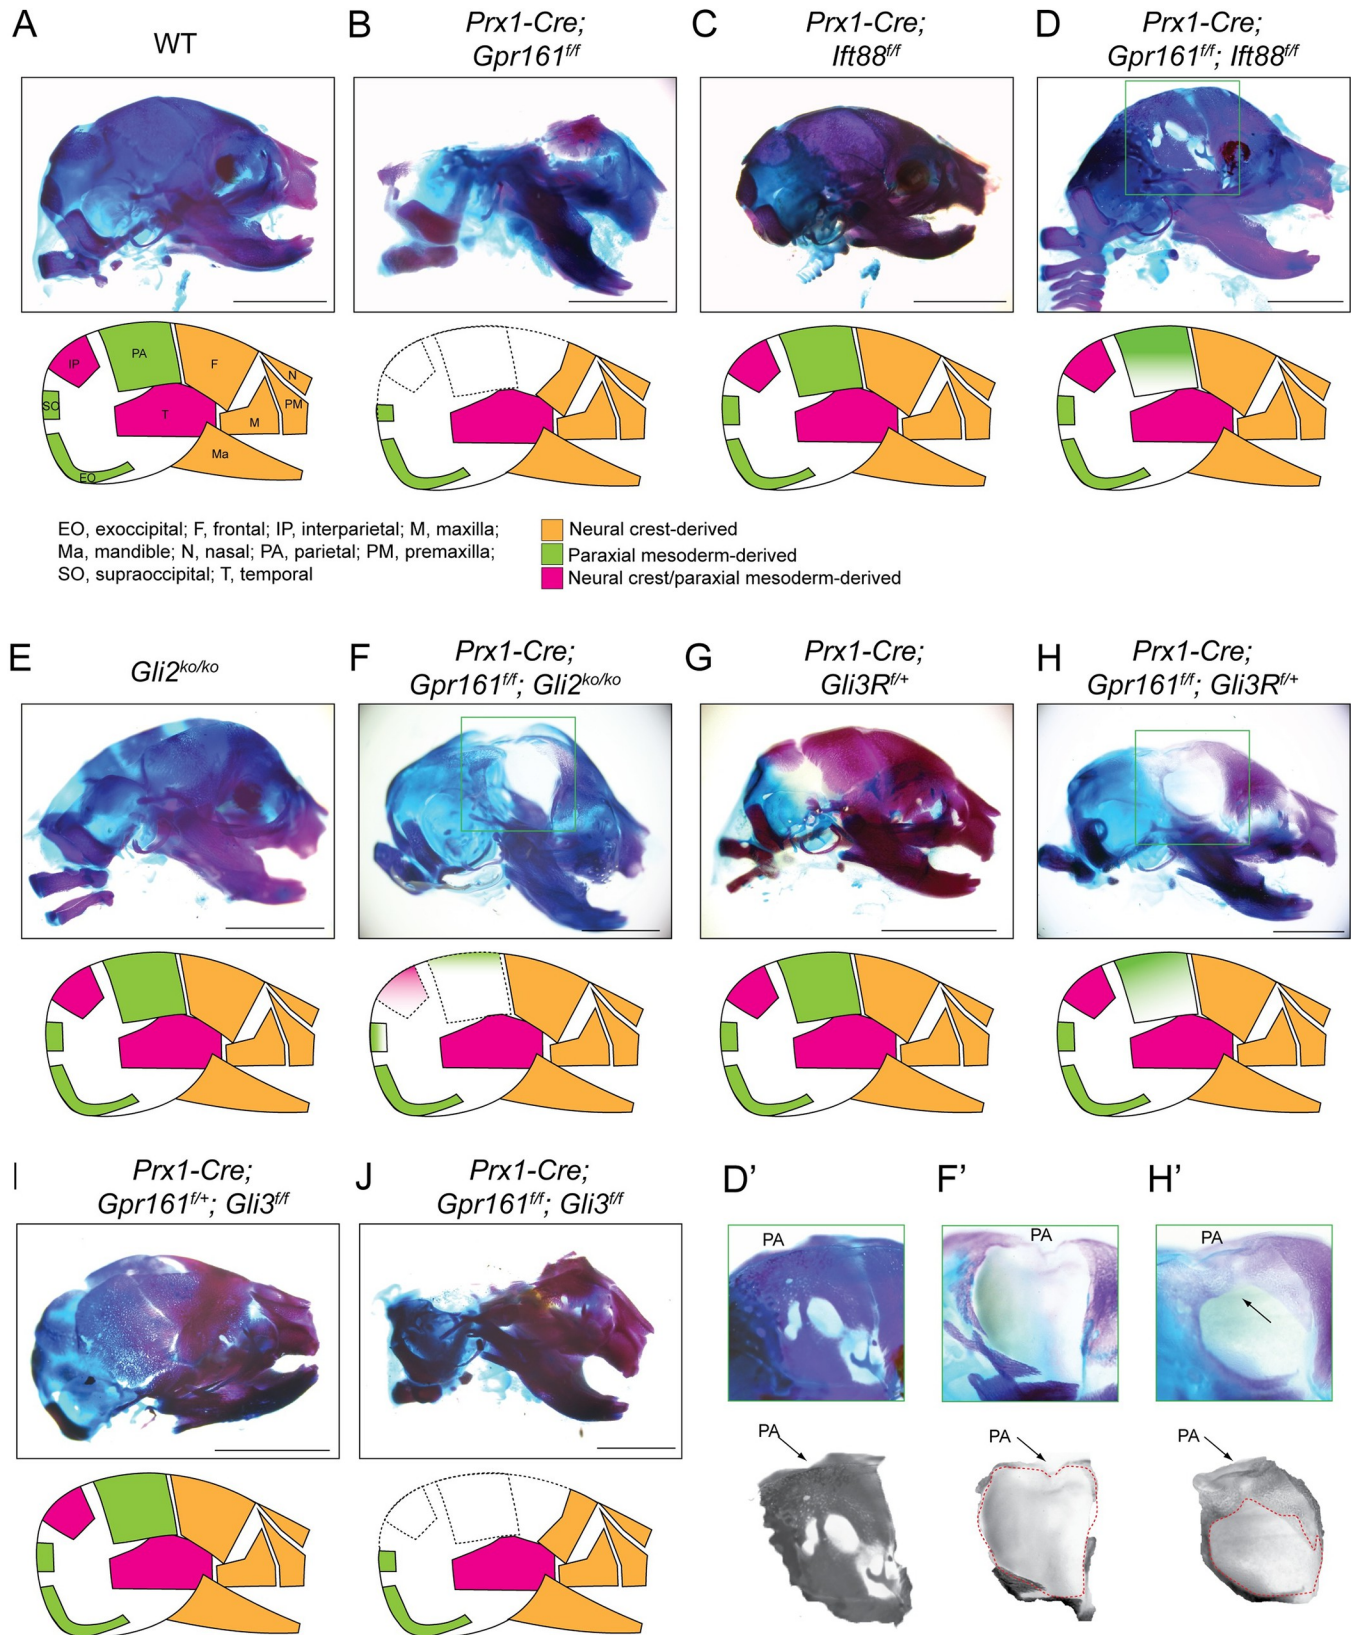 A
WT
B
Prx1-Cre;
Gpr161f/f
C
Prx1-Cre;
Ift88f/f
D
Prx1-Cre;
Gpr161f/f; Ift88f/f
IP
PA
F
N
SO
T
M
PM
Ma
EO
EO, exoccipital; F, frontal; IP, interparietal; M, maxilla;
Ma, mandible; N, nasal; PA, parietal; PM, premaxilla;
SO, supraoccipital; T, temporal
Neural crest-derived
Paraxial mesoderm-derived
Neural crest/paraxial mesoderm-derived
E
Gli2ko/ko
F
Prx1-Cre;
Gpr161f/f; Gli2ko/ko
G
Prx1-Cre;
Gli3Rf/+
H
Prx1-Cre;
Gpr161f/f; Gli3Rf/+
I
Prx1-Cre;
Gpr161f/+; Gli3f/f
J
Prx1-Cre;
Gpr161f/f; Gli3f/f
D’
F’
H’
PA
PA
PA
PA
PA
PA